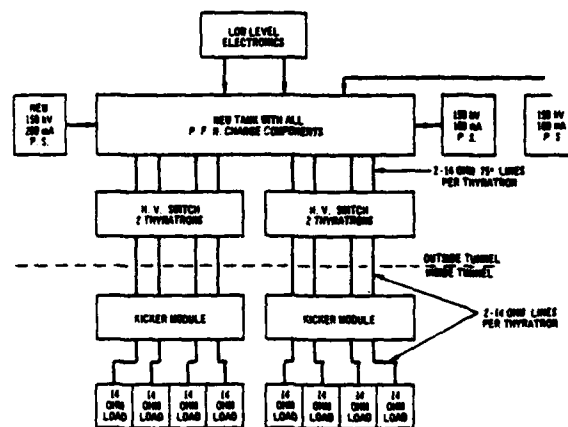 LOW LEVEL
ELECTRONICS
NEW
150 kV
200 mA
P. S.
NEW TANK WITH ALL
P. F. N. CHARGE COMPONENTS
150 kV
100 mA
P. S.
150 kV
100 mA
P. S.
2-14 OHM 75' LINES
PER THYRATRON
H. V. SWITCH
2 THYRATRONS
H. V. SWITCH
2 THYRATRONS
OUTSIDE TUNNEL
INSIDE TUNNEL
KICKER MODULE
KICKER MODULE
2-14 OHM LINES
PER THYRATRON
14
OHM
LOAD
14
OHM
LOAD
14
OHM
LOAD
14
OHM
LOAD
14
OHM
LOAD
14
OHM
LOAD
14
OHM
LOAD
14
OHM
LOAD